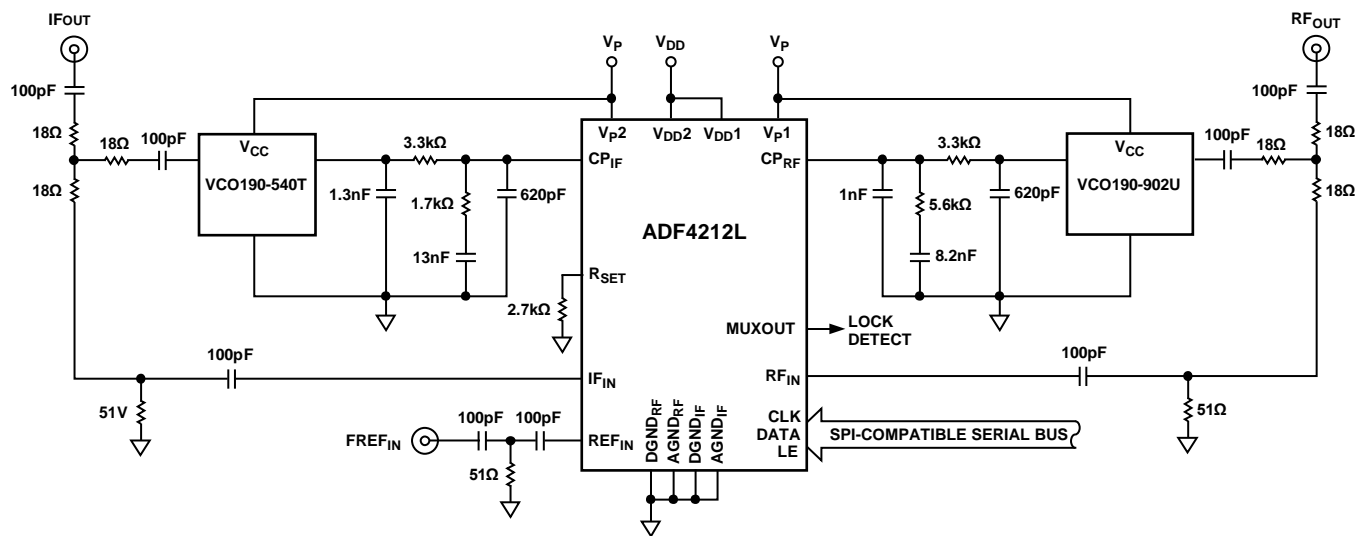 IFOUT
VP
VDD
VP
RFOUT
100pF
100pF
18Ω
18Ω
100pF
VCC
VP2
VDD2
VDD1
VP1
3.3kΩ
CPIF
CPRF
3.3kΩ
VCC
100pF
18Ω
18Ω
18Ω
VCO190-540T
1.3nF
1.7kΩ
620pF
1nF
5.6kΩ
620pF
VCO190-902U
18Ω
ADF4212L
13nF
8.2nF
RSET
2.7kΩ
MUXOUT
LOCK
DETECT
100pF
IFIN
100pF
RFIN
51V
51Ω
FREFIN
100pF
100pF
REFIN
51Ω
DGNDRF
AGNDRF
DGNDIF
AGNDIF
CLK
DATA
LE
SPI-COMPATIBLE SERIAL BUS